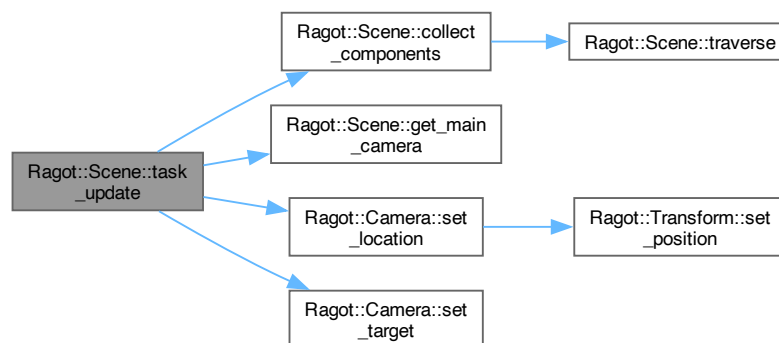 Ragot::Scene::task
_update
Ragot::Scene::collect
_components
Ragot::Scene::traverse
Ragot::Scene::get_main
_camera
Ragot::Camera::set
_location
Ragot::Transform::set
_position
Ragot::Camera::set
_target